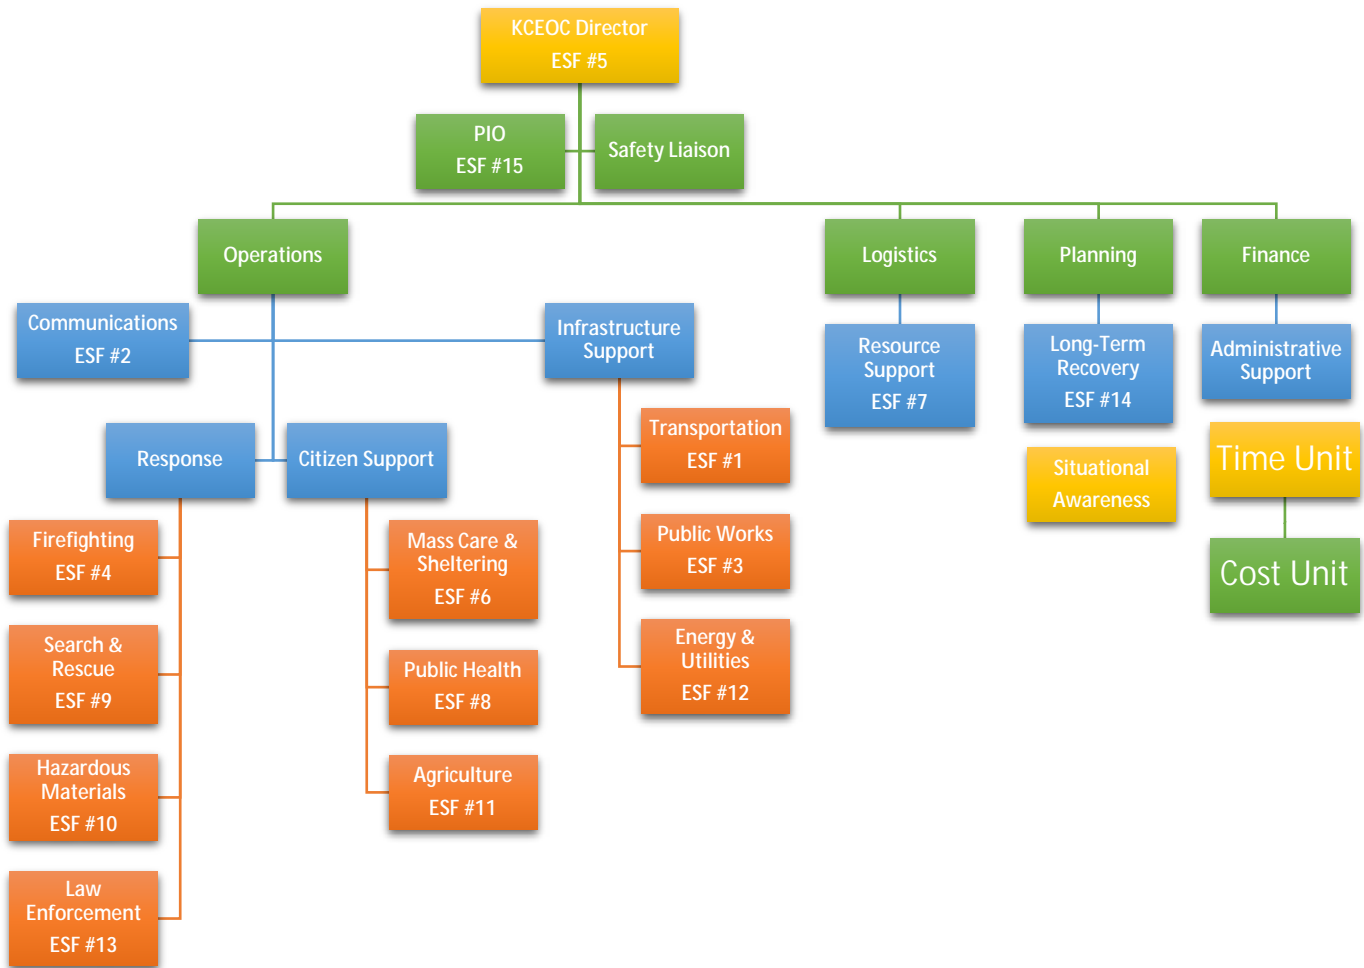 KCEOC Director
ESF #5
PIO
ESF #15
Safety Liaison
Operations
Logistics
Planning
Finance
Communications
ESF #2
Infrastructure
Support
Resource
Support
ESF #7
Long-Term
Recovery
ESF #14
Administrative
Support
Response
Citizen Support
Transportation
ESF #1
Situational
Awareness
Time Unit
Firefighting
ESF #4
Mass Care &
Sheltering
ESF #6
Public Works
ESF #3
Cost Unit
Search &
Rescue
ESF #9
Public Health
ESF #8
Energy &
Utilities
ESF #12
Hazardous
Materials
ESF #10
Agriculture
ESF #11
Law
Enforcement
ESF #13